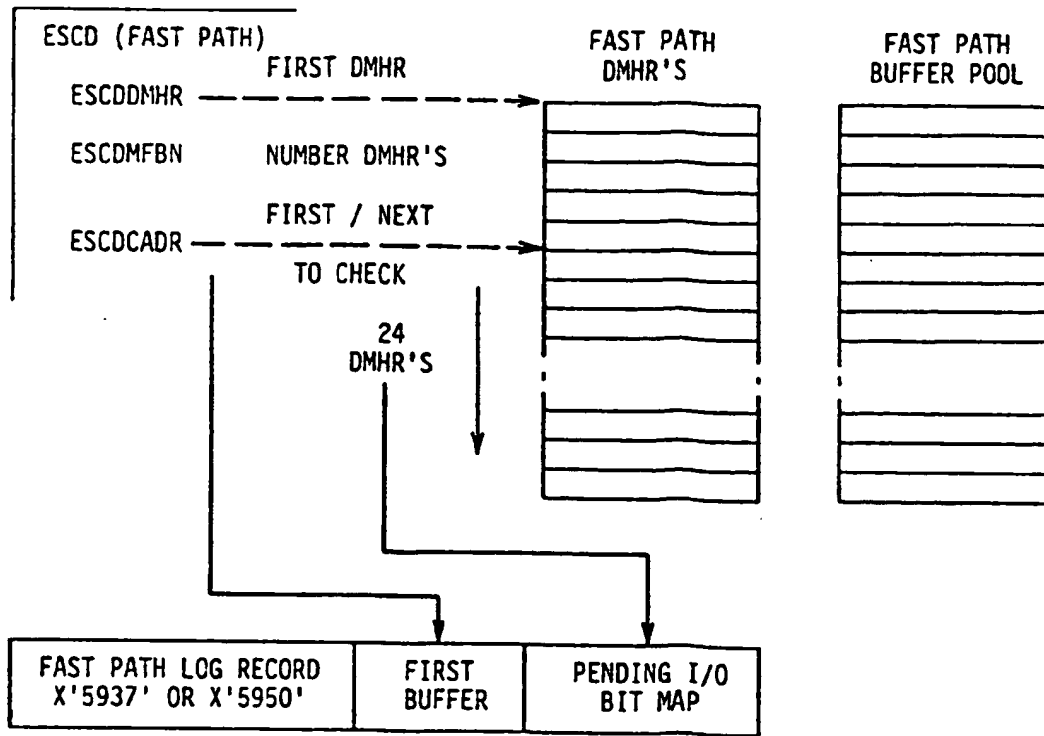 ESCD (FAST PATH)
FIRST DMHR
ESCDDMHR
ESCDMFBN
NUMBER DMHR'S
FIRST / NEXT
ESCDCADR
TO CHECK
24
DMHR'S
FAST PATH
DMHR'S
FAST PATH
BUFFER POOL
FAST PATH LOG RECORD
X'5937' OR X'5950'
FIRST
BUFFER
PENDING I/O
BIT MAP